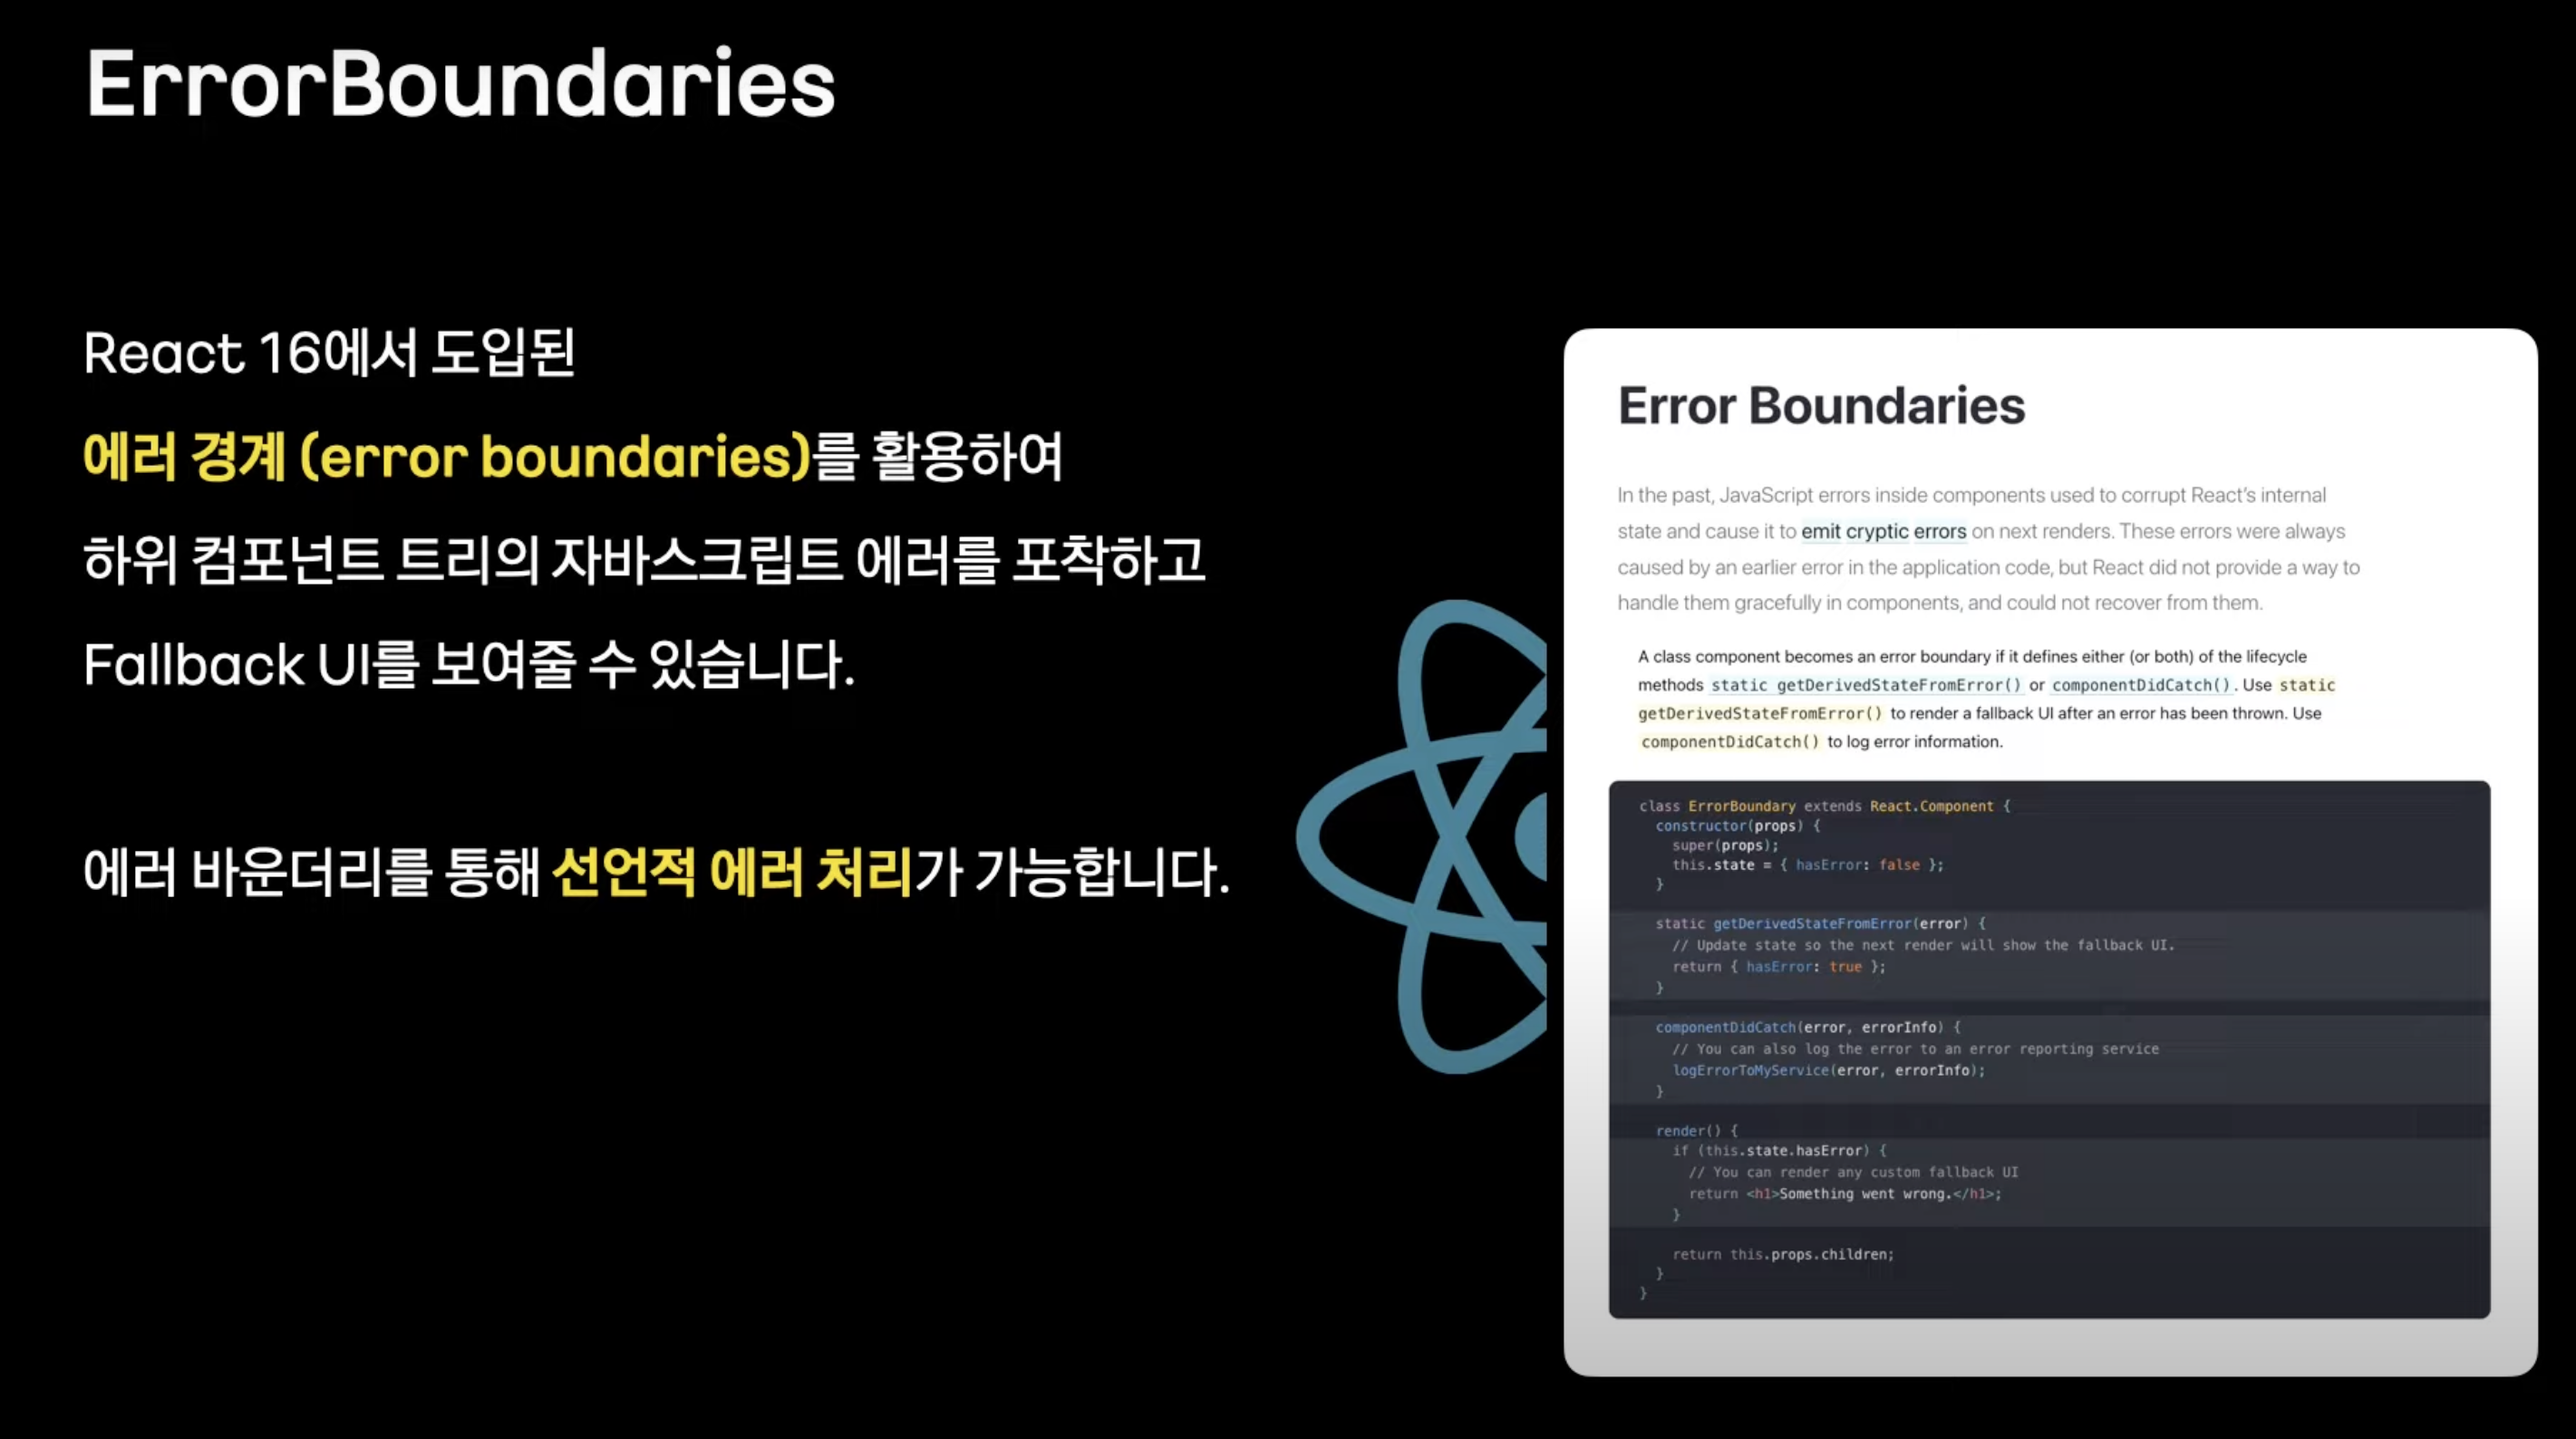 ErrorBoundaries
React 16에서 도입된
에러 경계 (error boundaries)를 활용하여
하위 컴포넌트 트리의 자바스크립트 에러를 포착하고
Fallback UI를 보여줄 수 있습니다.
에러 바운더리를 통해 선언적 에러 처리가 가능합니다.
Error Boundaries
In the past, JavaScript errors inside components used to corrupt React's internal
state and cause it to emit cryptic errors on next renders. These errors were always
caused by an earlier error in the application code, but React did not provide a way to
handle them gracefully in components, and could not recover from them.
A class component becomes an error boundary if it defines either (or both) of the lifecycle
methods static getDerivedStateFromError() or componentDidCatch(). Use static
getDerivedStateFromError() to render a fallback UI after an error has been thrown. Use
componentDidCatch() to log error information.
class ErrorBoundary extends React.Component {
  constructor(props) {
    super(props);
    this.state = { hasError: false };
  }
  static getDerivedStateFromError(error) {
    // Update state so the next render will show the fallback UI.
    return { hasError: true };
  }
  componentDidCatch(error, errorInfo) {
    // You can also log the error to an error reporting service
    logErrorToMyService(error, errorInfo);
  }
  render() {
    if (this.state.hasError) {
      // You can render any custom fallback UI
      return <h1>Something went wrong.</h1>;
    }
    return this.props.children;
  }
}